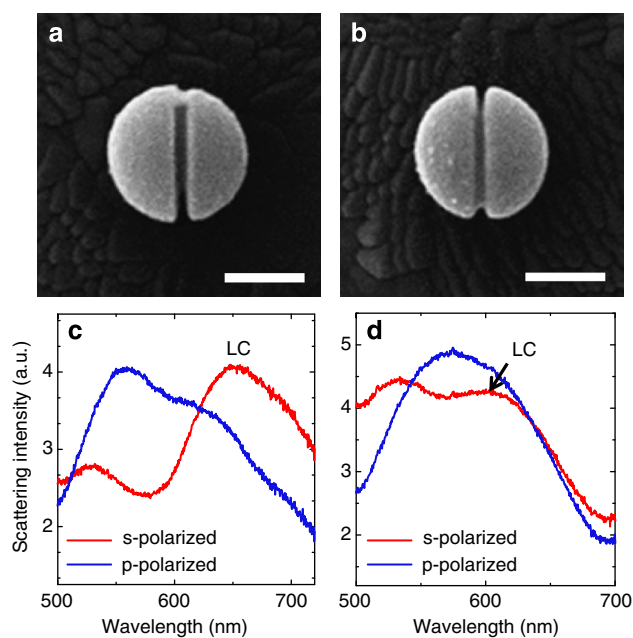 a
b
c
LC
4
3
2
Scattering intensity (a.u.)
s-polarized
p-polarized
500 600 700
Wavelength (nm)
d
LC
5
4
3
2
s-polarized
p-polarized
500 600 700
Wavelength (nm)